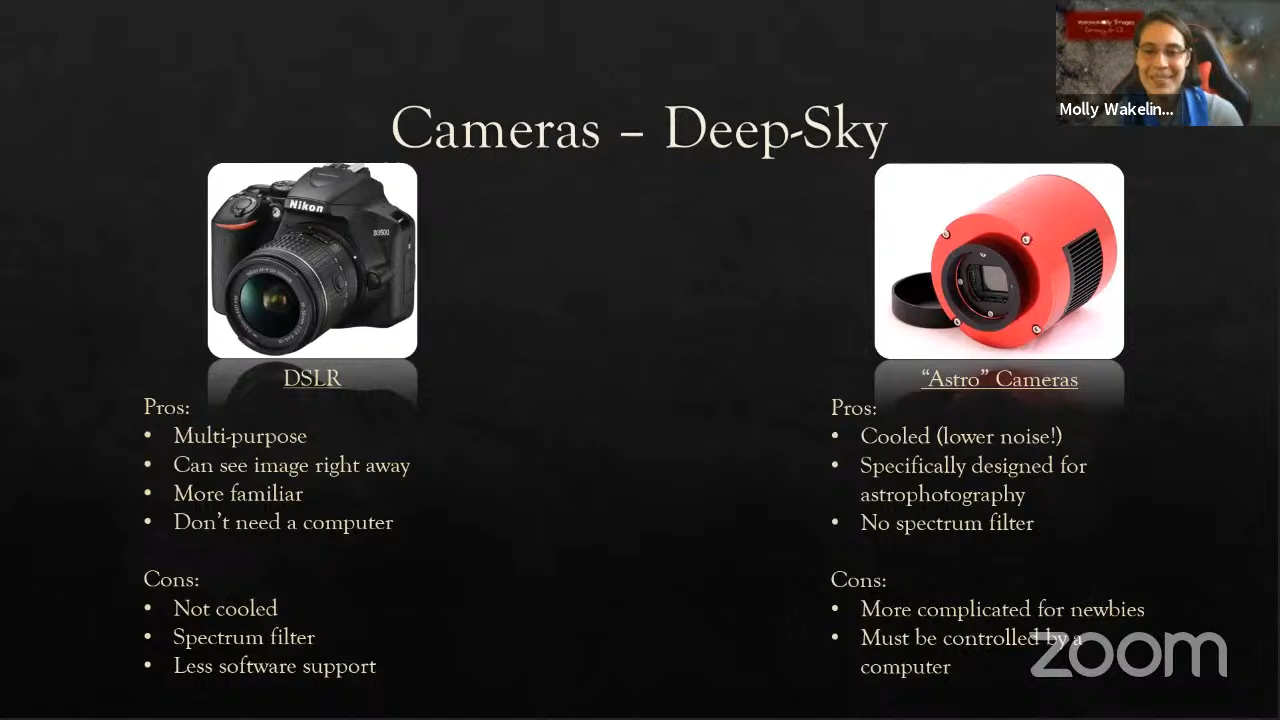 Molly Wakelin...
Cameras – Deep-Sky
Nikon
D3500
DSLR
Pros:
• Multi-purpose
• Can see image right away
• More familiar
• Don't need a computer
Cons:
• Not cooled
• Spectrum filter
• Less software support
"Astro" Cameras
Pros:
• Cooled (lower noise!)
• Specifically designed for
astrophotography
• No spectrum filter
Cons:
• More complicated for newbies
• Must be controlled by a
computer
zoom